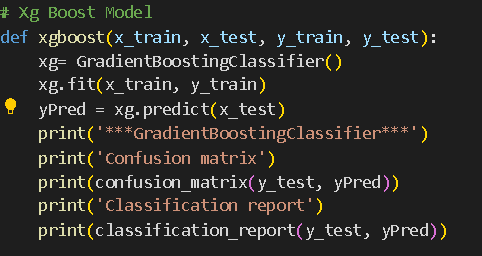 # Xg Boost Model
def xgboost(x_train, x_test, y_train, y_test):
    xg= GradientBoostingClassifier()
    xg.fit(x_train, y_train)
    yPred = xg.predict(x_test)
    print('***GradientBoostingClassifier***')
    print('Confusion matrix')
    print(confusion_matrix(y_test, yPred))
    print('Classification report')
    print(classification_report(y_test, yPred))